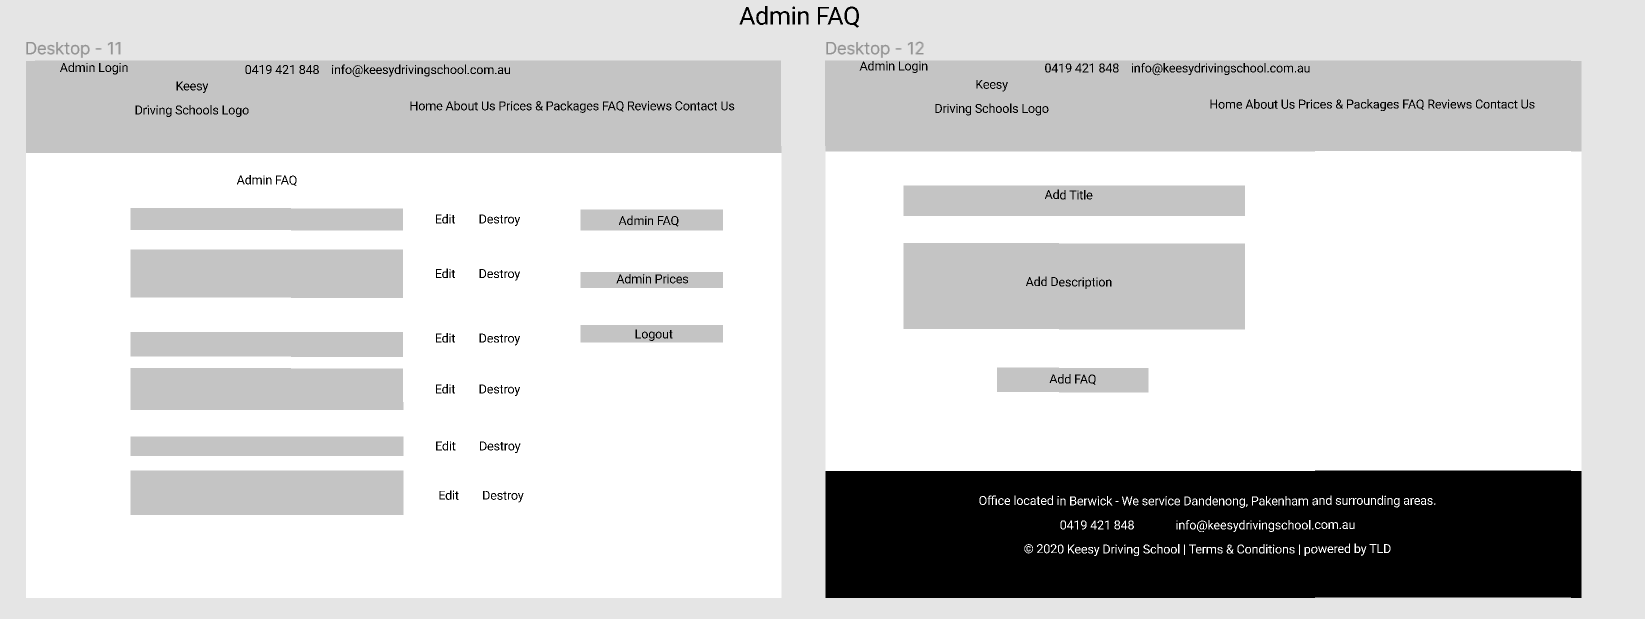 Admin FAQ
Desktop - 11
Admin Login
0419 421 848 info@keesydrivingschool.com.au
Keesy
Driving Schools Logo
Home About Us Prices & Packages FAQ Reviews Contact Us
Admin FAQ
Edit Destroy
Admin FAQ
Edit Destroy
Admin Prices
Edit Destroy
Logout
Edit Destroy
Edit Destroy
Edit Destroy
Desktop - 12
Admin Login
0419 421 848 info@keesydrivingschool.com.au
Keesy
Driving Schools Logo
Home About Us Prices & Packages FAQ Reviews Contact Us
Add Title
Add Description
Add FAQ
Office located in Berwick - We service Dandenong, Pakenham and surrounding areas.
0419 421 848 info@keesydrivingschool.com.au
© 2020 Keesy Driving School | Terms & Conditions | powered by TLD